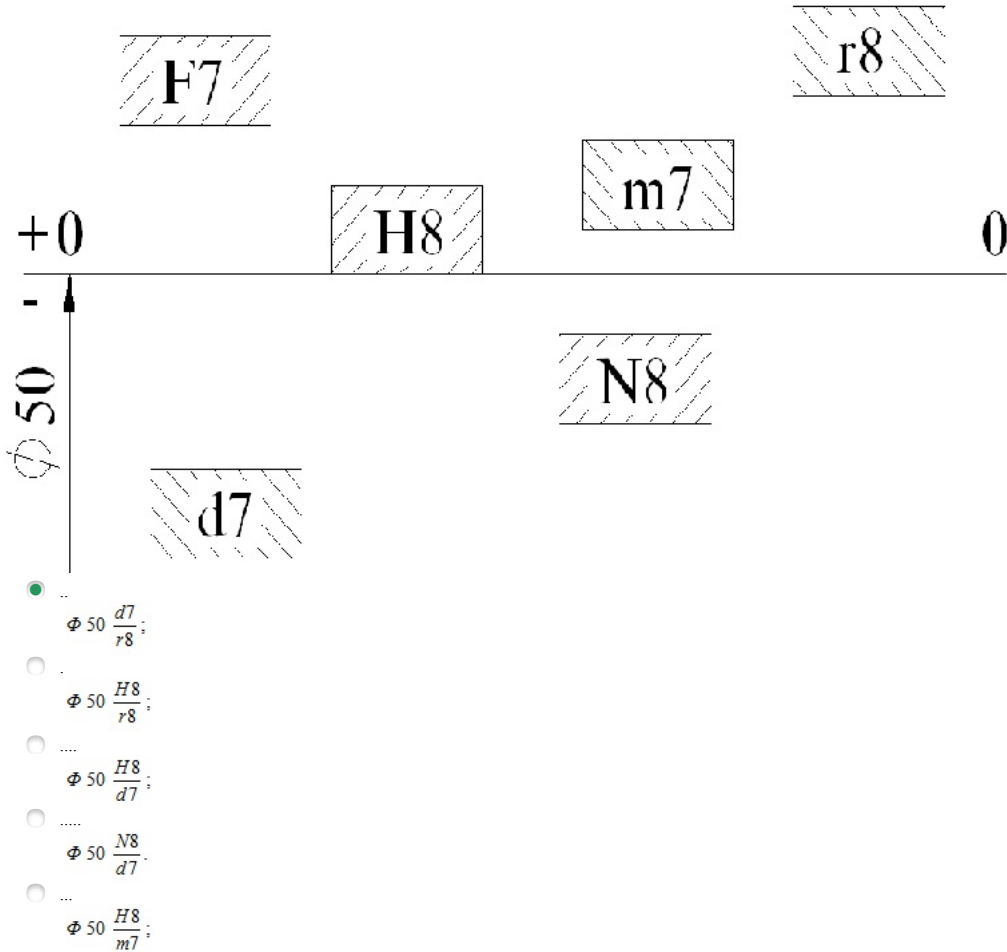 F7
r8
m7
H8
+0
0
-
N8
Φ 50
d7
..
Φ 50 d7/r8 ;
.
Φ 50 H8/r8 ;
....
Φ 50 H8/d7 ;
.....
Φ 50 N8/d7 .
...
Φ 50 H8/m7 ;